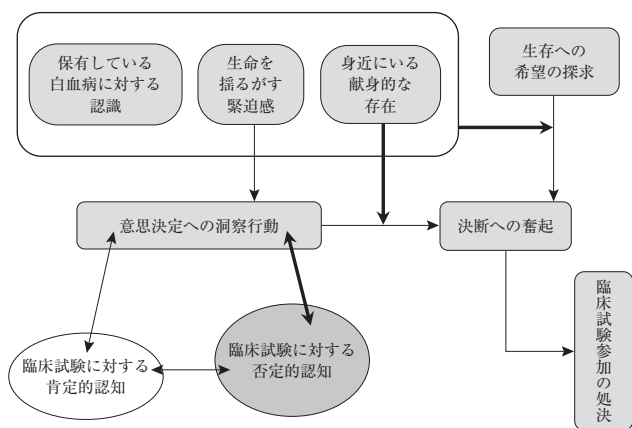 保有している
白血病に対する
認識
生命を
揺るがす
緊迫感
身近にいる
献身的な
存在
生存への
希望の探求
意思決定への洞察行動
決断への奮起
臨床試験に対する
肯定的認知
臨床試験に対する
否定的認知
臨床試験参加の処決